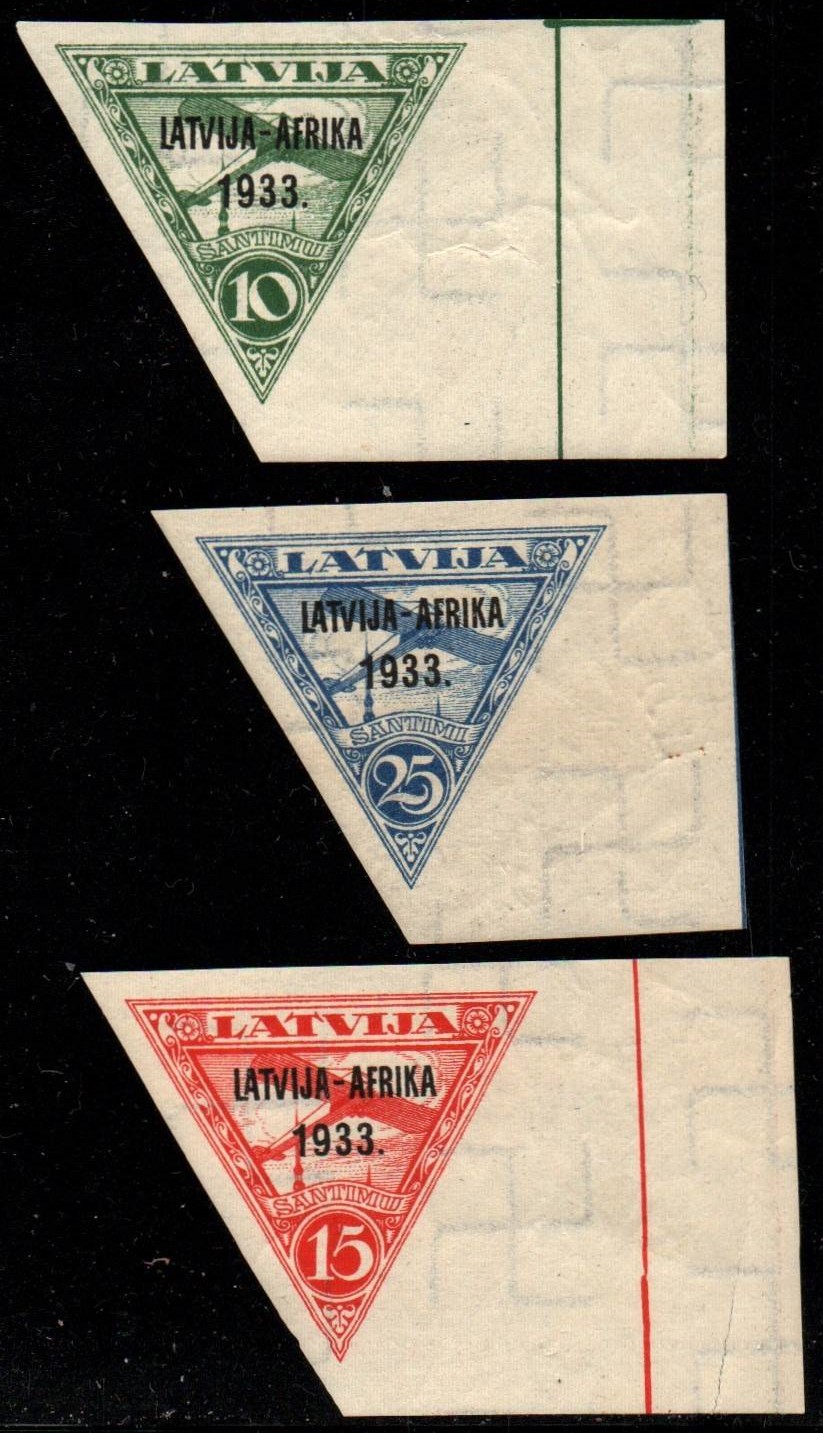 LATVIJA
LATVIJA-AFRIKA
1933.
SANTIMU
10
LATVIJA
LATVIJA-AFRIKA
1933.
SANTIMI
25
LATVIJA
LATVIJA-AFRIKA
1933.
SANTIMU
15